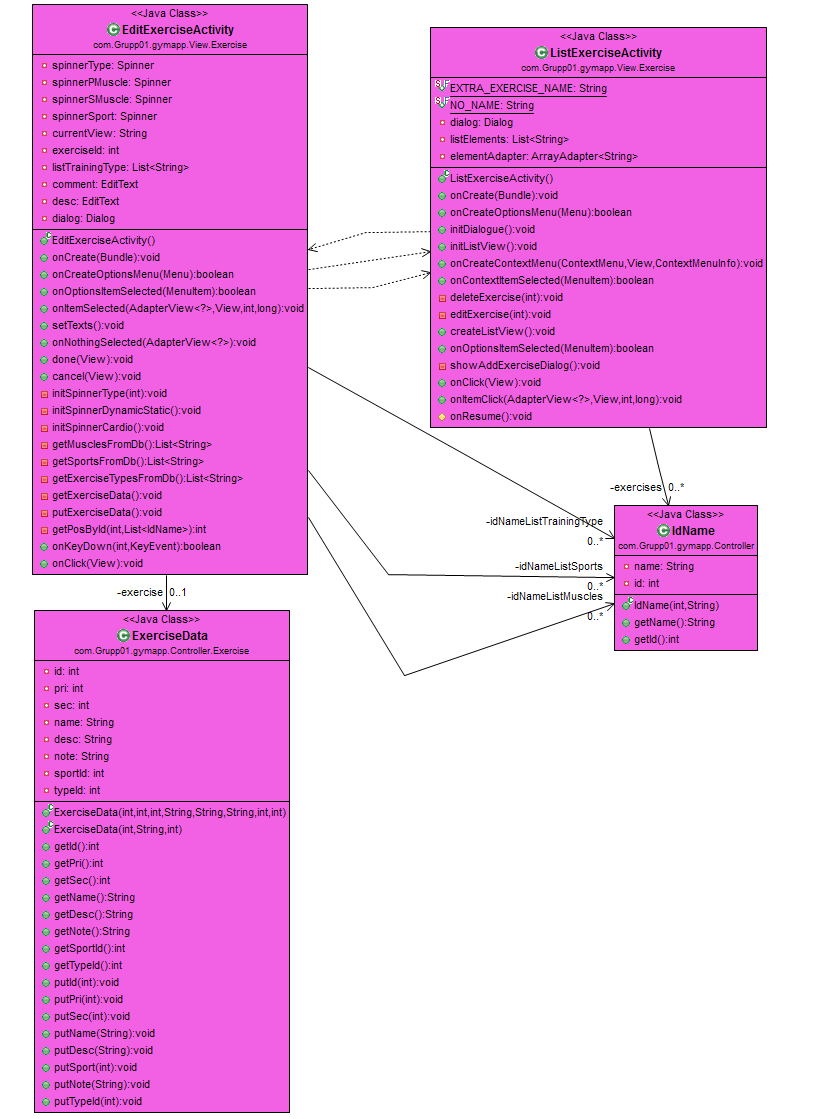 <<Java Class>>
EditExerciseActivity
com.Grupp01.gymapp.View.Exercise
spinnerType: Spinner
spinnerPMuscle: Spinner
spinnerSMuscle: Spinner
spinnerSport: Spinner
currentView: String
exerciseId: int
listTrainingType: List<String>
comment: EditText
desc: EditText
dialog: Dialog
EditExerciseActivity()
onCreate(Bundle):void
onCreateOptionsMenu(Menu):boolean
onOptionsItemSelected(MenuItem):boolean
onItemSelected(AdapterView<?>,View,int,long):void
setTexts():void
onNothingSelected(AdapterView<?>):void
done(View):void
cancel(View):void
initSpinnerType(int):void
initSpinnerDynamicStatic():void
initSpinnerCardio():void
getMusclesFromDb():List<String>
getSportsFromDb():List<String>
getExerciseTypesFromDb():List<String>
getExerciseData():void
putExerciseData():void
getPosById(int,List<IdName>):int
onKeyDown(int,KeyEvent):boolean
onClick(View):void
<<Java Class>>
ListExerciseActivity
com.Grupp01.gymapp.View.Exercise
EXTRA_EXERCISE_NAME: String
NO_NAME: String
dialog: Dialog
listElements: List<String>
elementAdapter: ArrayAdapter<String>
ListExerciseActivity()
onCreate(Bundle):void
onCreateOptionsMenu(Menu):boolean
initDialogue():void
initListView():void
onCreateContextMenu(ContextMenu,View,ContextMenuInfo):void
onContextItemSelected(MenuItem):boolean
deleteExercise(int):void
editExercise(int):void
createListView():void
onOptionsItemSelected(MenuItem):boolean
showAddExerciseDialog():void
onClick(View):void
onItemClick(AdapterView<?>,View,int,long):void
onResume():void
-exercises 0..*
-idNameListTrainingType
0..*
-idNameListSports
0..*
-idNameListMuscles
0..*
<<Java Class>>
IdName
com.Grupp01.gymapp.Controller
name: String
id: int
IdName(int,String)
getName():String
getId():int
-exercise 0..1
<<Java Class>>
ExerciseData
com.Grupp01.gymapp.Controller.Exercise
id: int
pri: int
sec: int
name: String
desc: String
note: String
sportId: int
typeId: int
ExerciseData(int,int,int,String,String,String,int,int)
ExerciseData(int,String,int)
getId():int
getPri():int
getSec():int
getName():String
getDesc():String
getNote():String
getSportId():int
getTypeId():int
putId(int):void
putPri(int):void
putSec(int):void
putName(String):void
putDesc(String):void
putSport(int):void
putNote(String):void
putTypeId(int):void